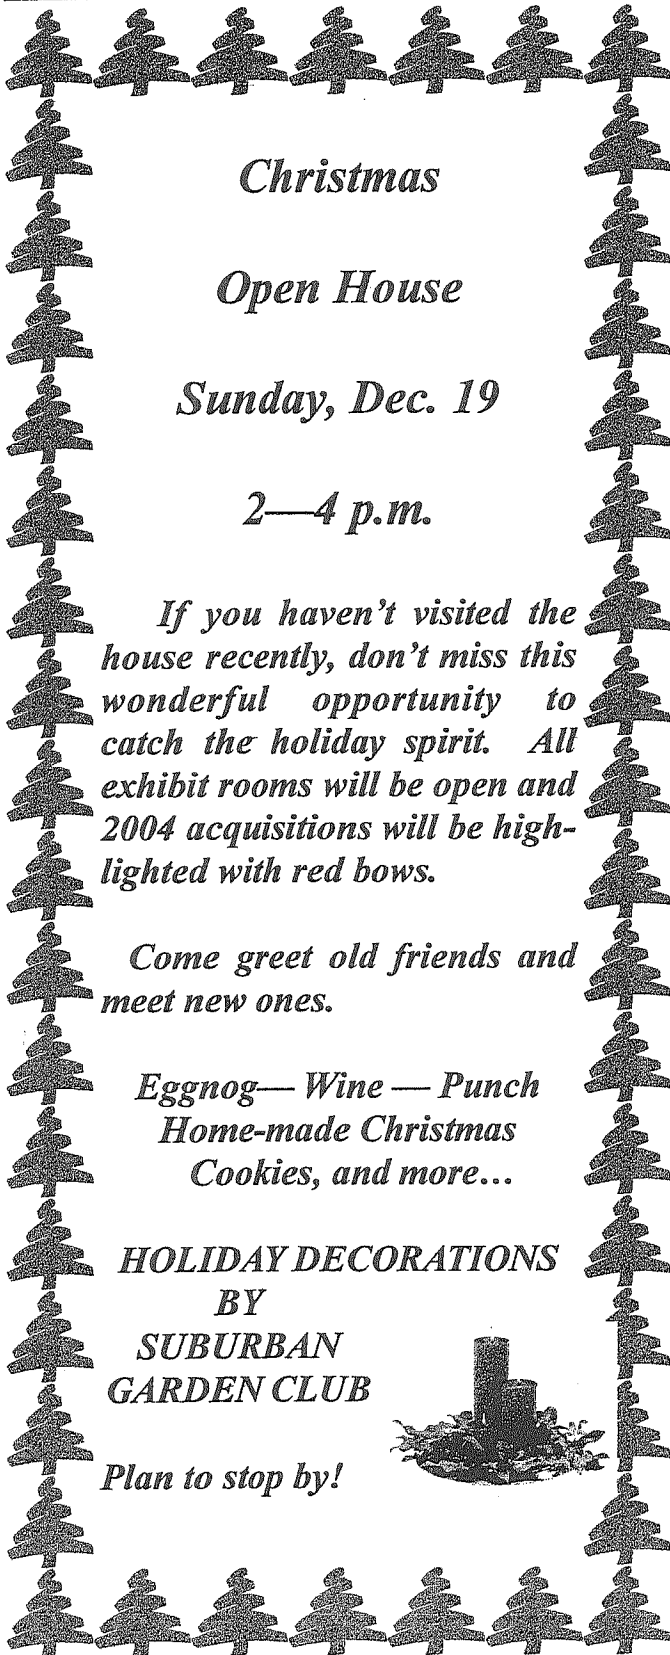 Christmas
Open House
Sunday, Dec. 19
2—4 p.m.
If you haven't visited the
house recently, don't miss this
wonderful opportunity to
catch the holiday spirit. All
exhibit rooms will be open and
2004 acquisitions will be high-
lighted with red bows.
Come greet old friends and
meet new ones.
Eggnog— Wine — Punch
Home-made Christmas
Cookies, and more...
HOLIDAY DECORATIONS
BY
SUBURBAN
GARDEN CLUB
Plan to stop by!